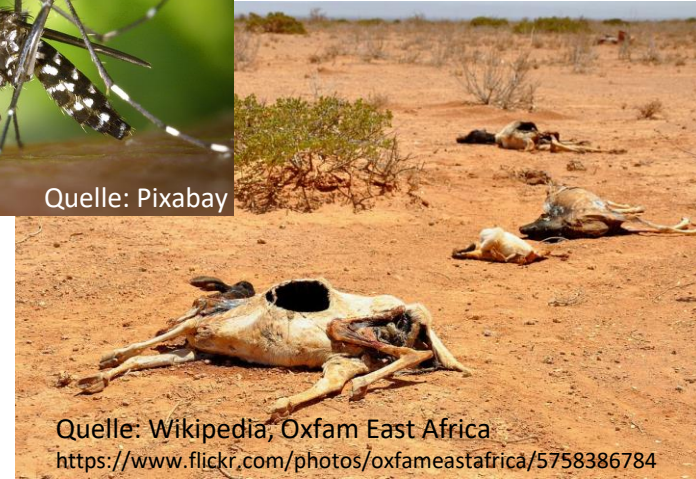 Quelle: Pixabay
Quelle: Wikipedia, Oxfam East Africa
https://www.flickr.com/photos/oxfameastafrica/5758386784